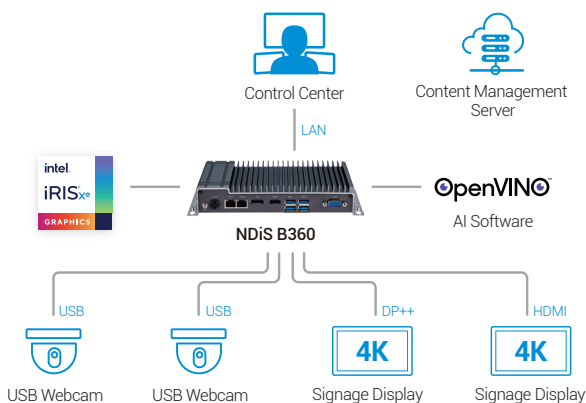 Control Center
Content Management
Server
LAN
intel.
iRISxe
GRAPHICS
OpenVINO™
AI Software
NDiS B360
USB
USB
DP++
HDMI
4K
4K
USB Webcam
USB Webcam
Signage Display
Signage Display